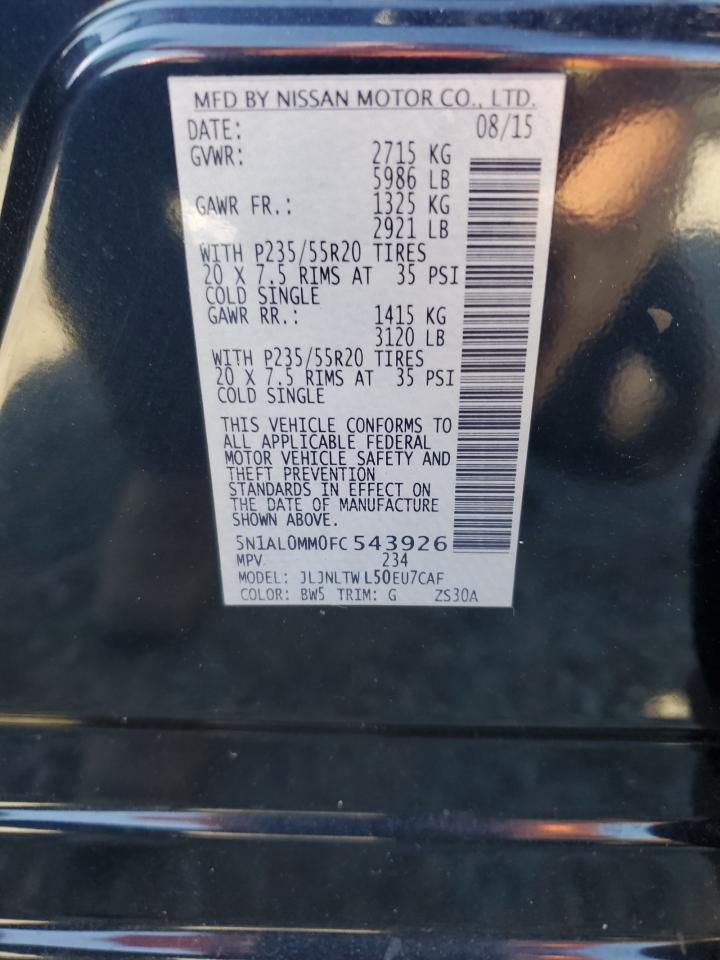 MFD BY NISSAN MOTOR CO., LTD.
DATE: 08/15
GVWR: 2715 KG
5986 LB
GAWR FR.: 1325 KG
2921 LB
WITH P235/55R20 TIRES
20 X 7.5 RIMS AT 35 PSI
COLD SINGLE
GAWR RR.: 1415 KG
3120 LB
WITH P235/55R20 TIRES
20 X 7.5 RIMS AT 35 PSI
COLD SINGLE
THIS VEHICLE CONFORMS TO
ALL APPLICABLE FEDERAL
MOTOR VEHICLE SAFETY AND
THEFT PREVENTION
STANDARDS IN EFFECT ON
THE DATE OF MANUFACTURE
SHOWN ABOVE.
5N1AL0MM0FC543926
MPV 234
MODEL: JLJNLTWL50EU7CAF
COLOR: BW5 TRIM: G ZS30A